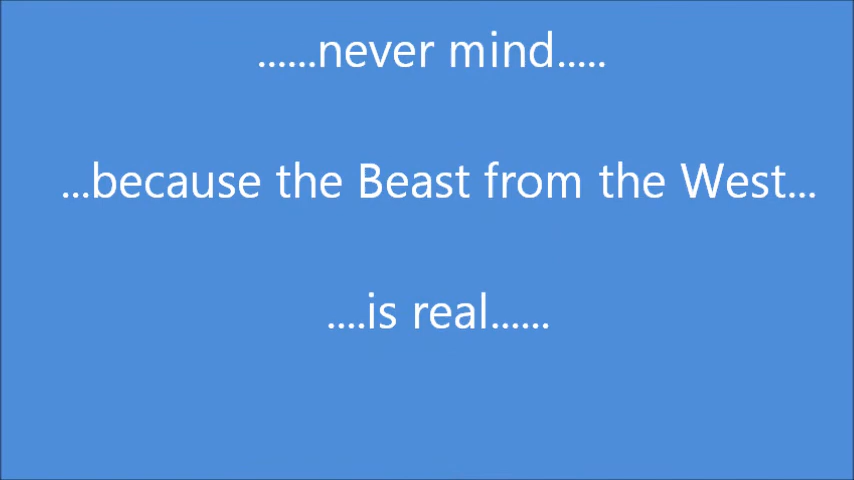 ......never mind.....
...because the Beast from the West...
....is real......